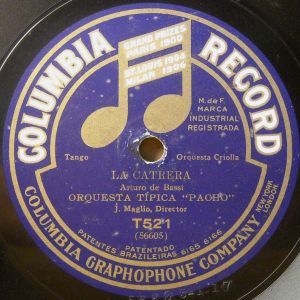 COLUMBIA RECORD
GRAND PRIZES
PARIS 1900
ST. LOUIS 1904
MILAN 1906
M. de F.
MARCA
INDUSTRIAL
REGISTRADA
Tango
Orquesta Criolla
LA CATRERA
Arturo de Bassi
ORQUESTA TÍPICA "PACHO"
J. Maglio, Director
T521
(56605)
PATENTADO
PATENTES BRAZILEIRAS 6165 6166
COLUMBIA GRAPHOPHONE COMPANY
NEW YORK
LONDON.